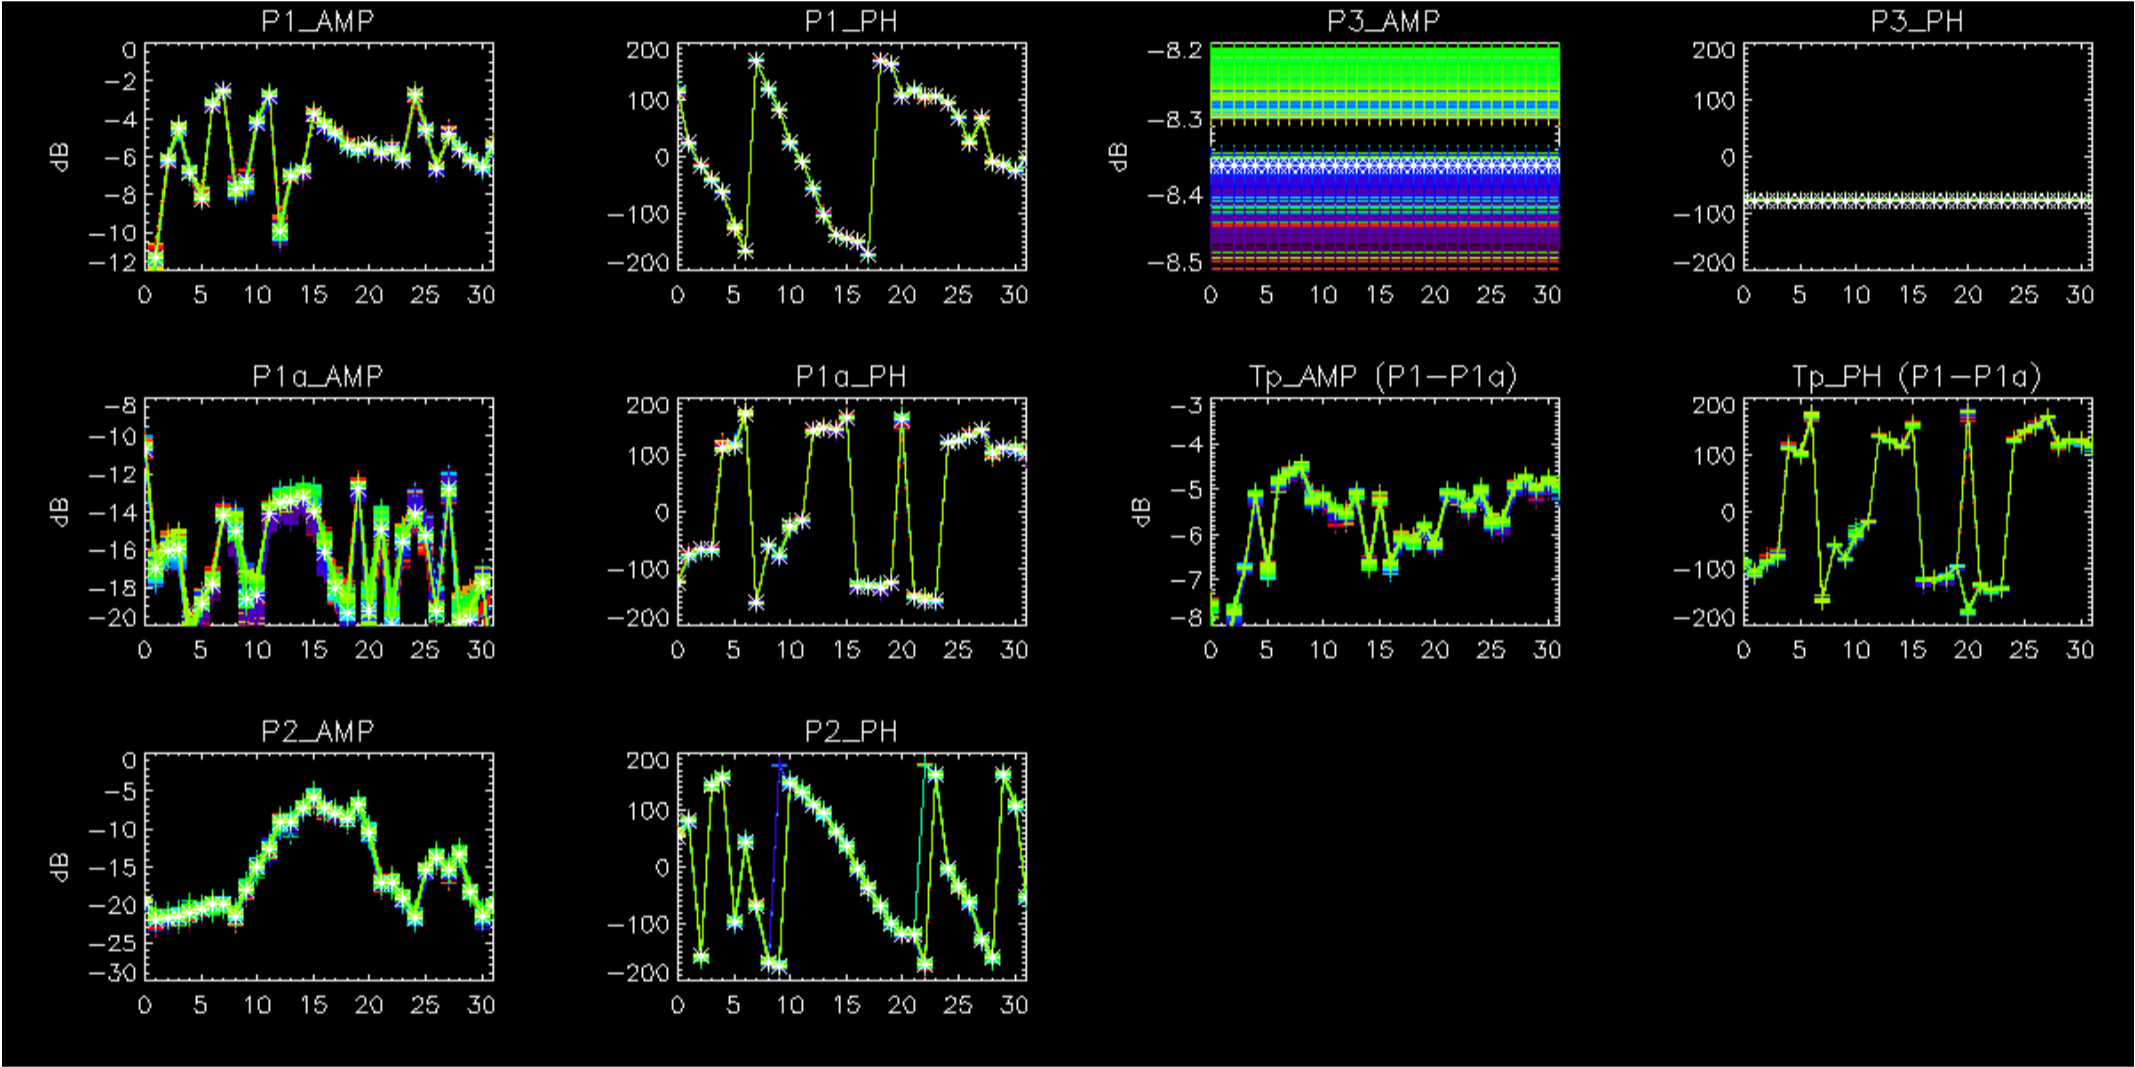 P1_AMP
0
−2
−4
−6
−8
−10
−12
dB
0 5 10 15 20 25 30
P1_PH
200
100
0
−100
−200
0 5 10 15 20 25 30
P3_AMP
−8.2
−8.3
−8.4
−8.5
dB
0 5 10 15 20 25 30
P3_PH
200
100
0
−100
−200
0 5 10 15 20 25 30
P1a_AMP
−8
−10
−12
−14
−16
−18
−20
dB
0 5 10 15 20 25 30
P1a_PH
200
100
0
−100
−200
0 5 10 15 20 25 30
Tp_AMP (P1−P1a)
−3
−4
−5
−6
−7
−8
dB
0 5 10 15 20 25 30
Tp_PH (P1−P1a)
200
100
0
−100
−200
0 5 10 15 20 25 30
P2_AMP
0
−5
−10
−15
−20
−25
−30
dB
0 5 10 15 20 25 30
P2_PH
200
100
0
−100
−200
0 5 10 15 20 25 30